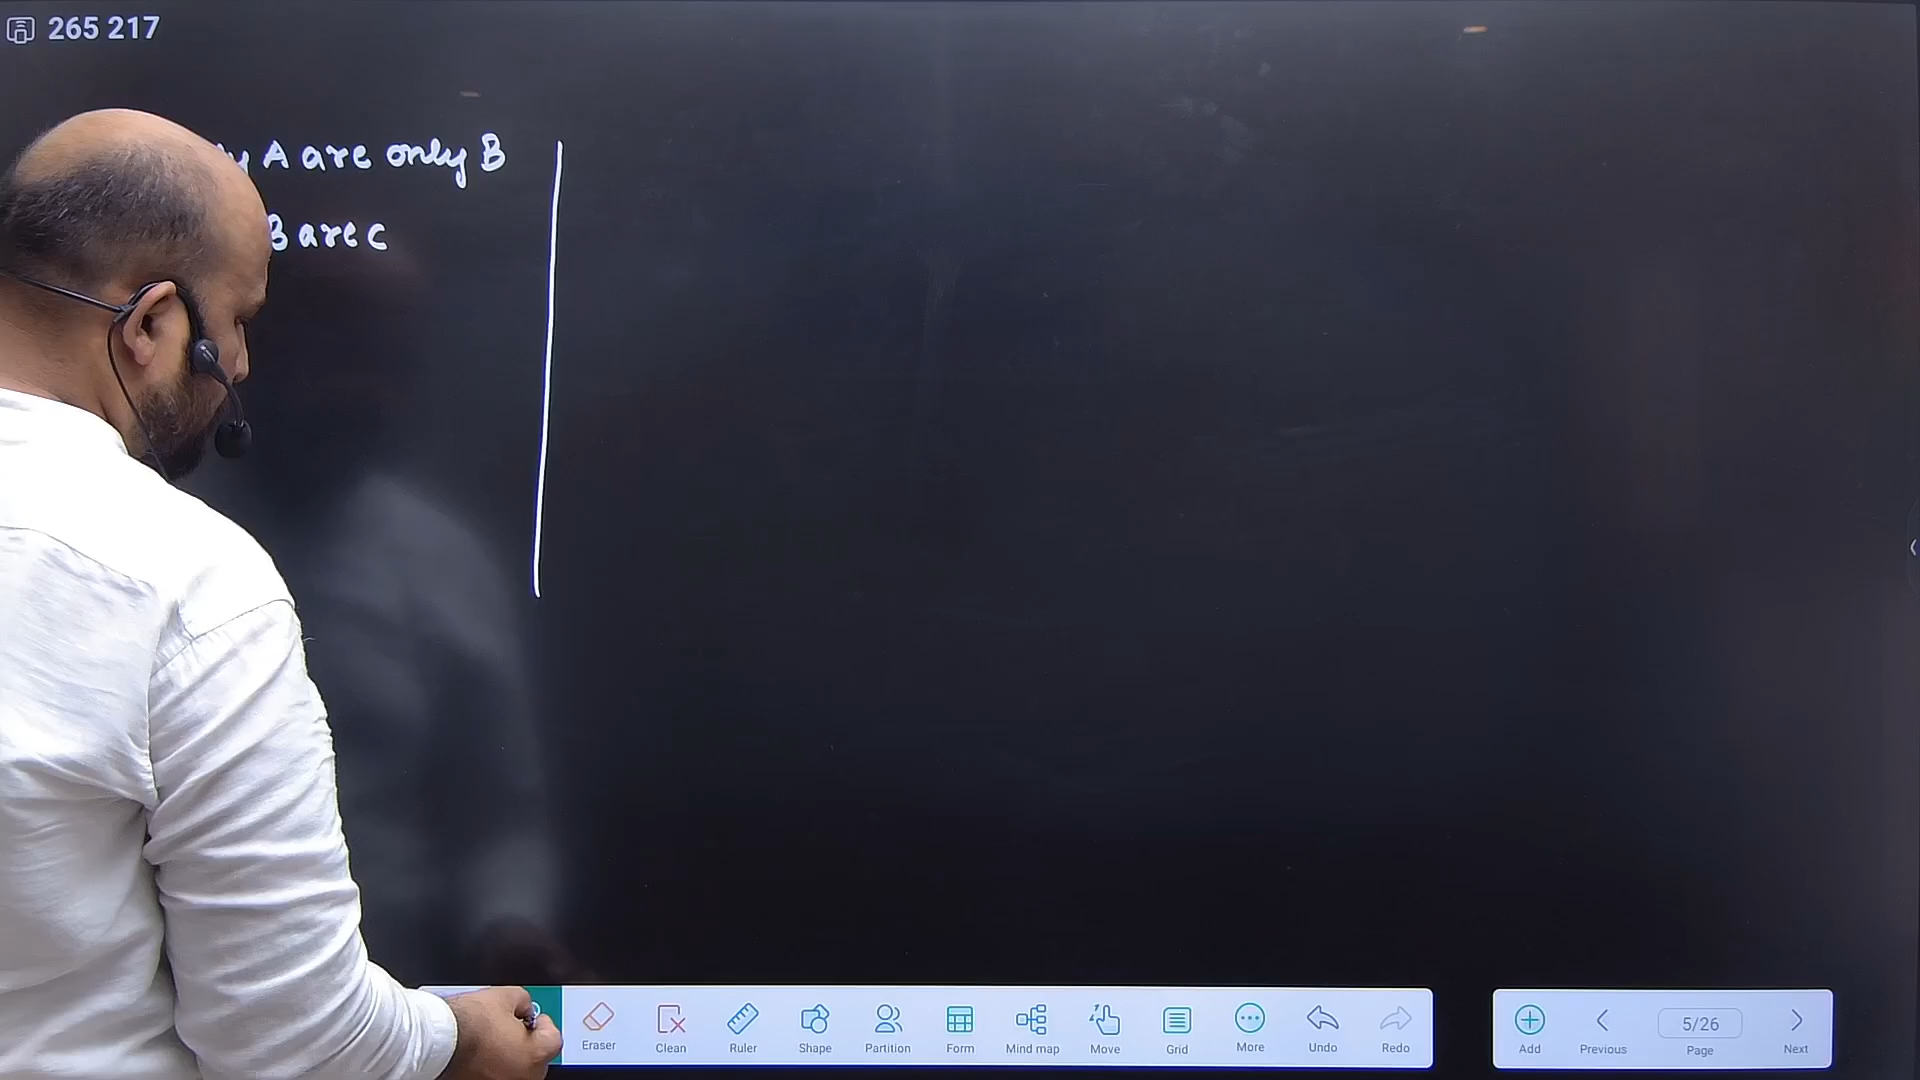 265 217
A are only B
B are C
Eraser
Clean
Ruler
Shape
Partition
Form
Mind map
Move
Grid
More
Undo
Redo
Add
Previous
5/26
Page
Next